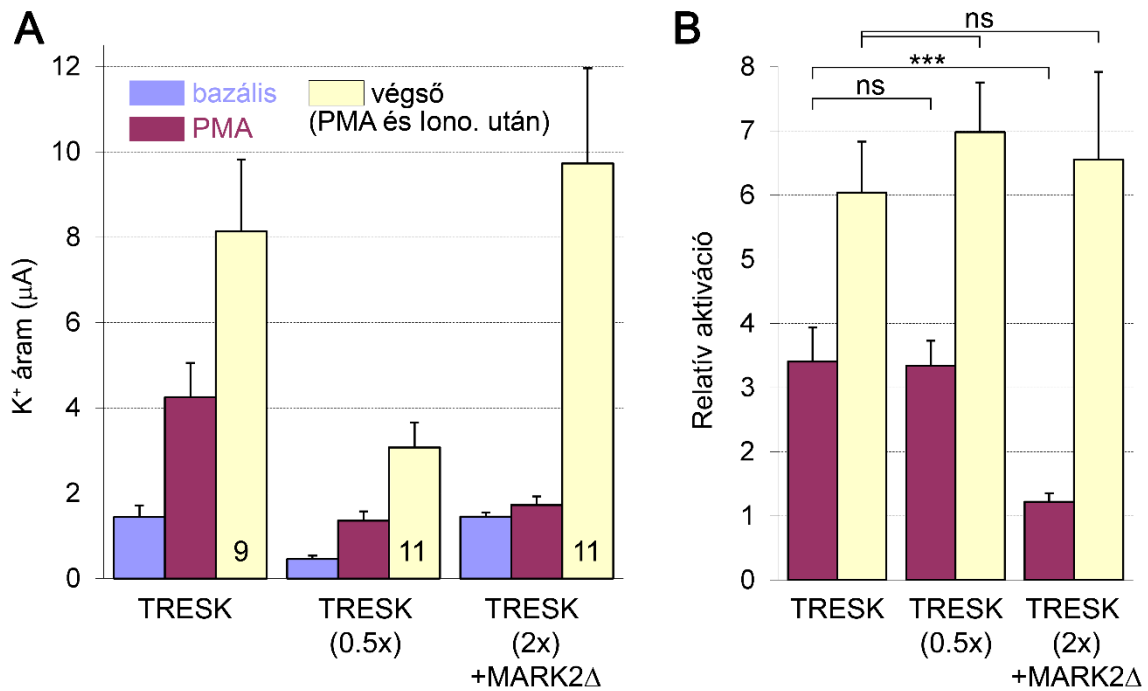 A
K⁺ áram (μA)
12
10
8
6
4
2
0
bazális
PMA
végső
(PMA és Iono. után)
9
11
11
TRESK
TRESK
(0.5x)
TRESK
(2x)
+MARK2Δ
B
Relatív aktiváció
8
7
6
5
4
3
2
1
0
ns
***
ns
TRESK
TRESK
(0.5x)
TRESK
(2x)
+MARK2Δ